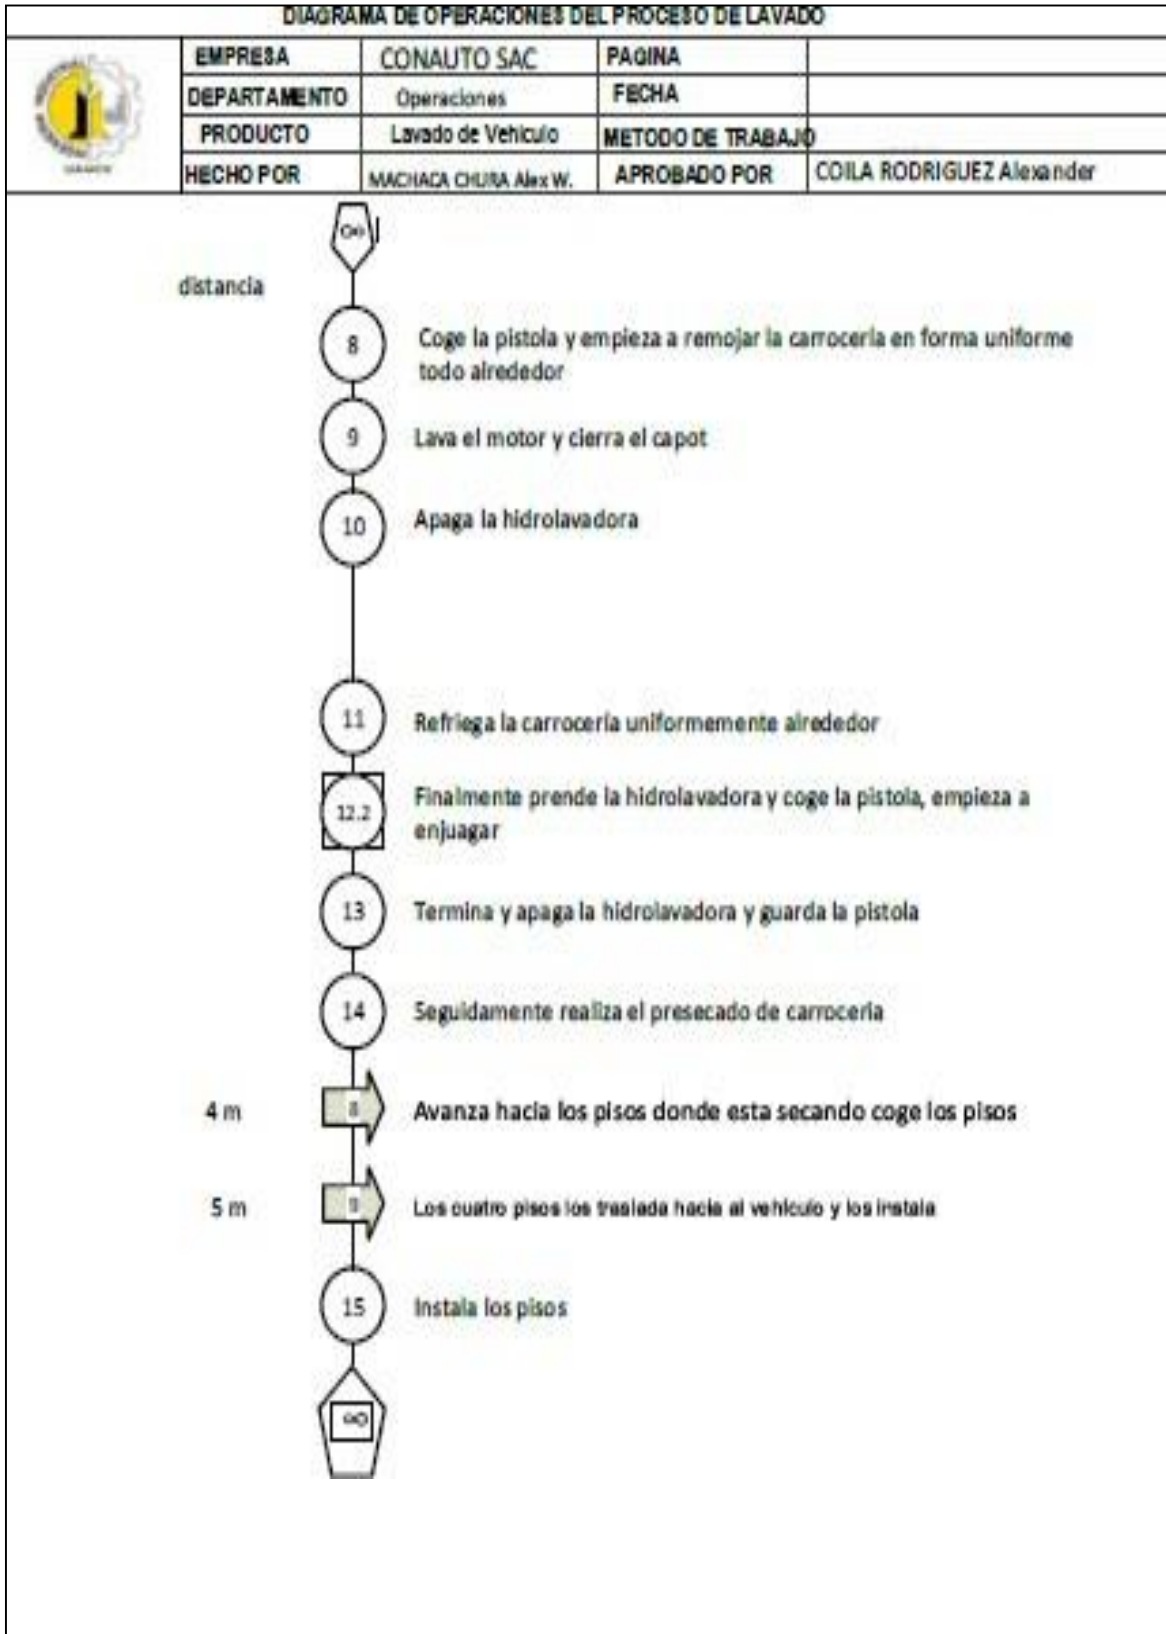 DIAGRAMA DE OPERACIONES DEL PROCESO DE LAVADO
EMPRESA CONAUTO SAC PAGINA
DEPARTAMENTO Operaciones FECHA
PRODUCTO Lavado de Vehiculo METODO DE TRABAJO
HECHO POR MACHACA CHURA Alex W. APROBADO POR COILA RODRIGUEZ Alexander
distancia
8 Coge la pistola y empieza a remojar la carroceria en forma uniforme
todo alrededor
9 Lava el motor y cierra el capot
10 Apaga la hidrolavadora
11 Refriega la carroceria uniformemente alrededor
12.2 Finalmente prende la hidrolavadora y coge la pistola, empieza a
enjuagar
13 Termina y apaga la hidrolavadora y guarda la pistola
14 Seguidamente realiza el presecado de carroceria
4 m 8 Avanza hacia los pisos donde esta secando coge los pisos
5 m 9 Los cuatro pisos los traslada hacia al vehiculo y los instala
15 Instala los pisos